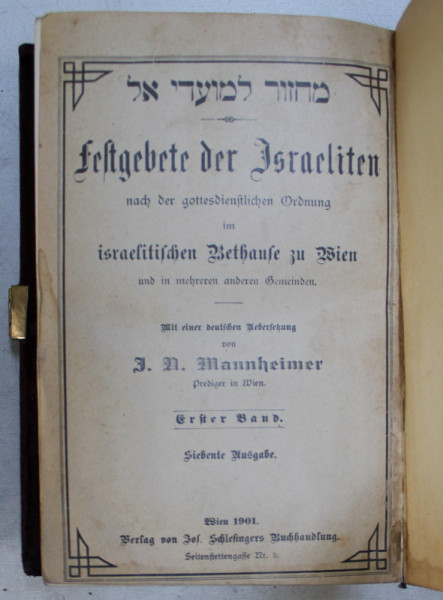 מחזור למועדי אל
Festgebete der Israeliten
nach der gottesdienstlichen Ordnung
im
israelitischen Bethause zu Wien
und in mehreren anderen Gemeinden.
Mit einer deutschen Uebersetzung
von
J. N. Mannheimer
Prediger in Wien.
Erster Band.
Siebente Ausgabe.
Wien 1901.
Verlag von Jos. Schlesingers Buchhandlung.
Seitenstettengasse Nr.